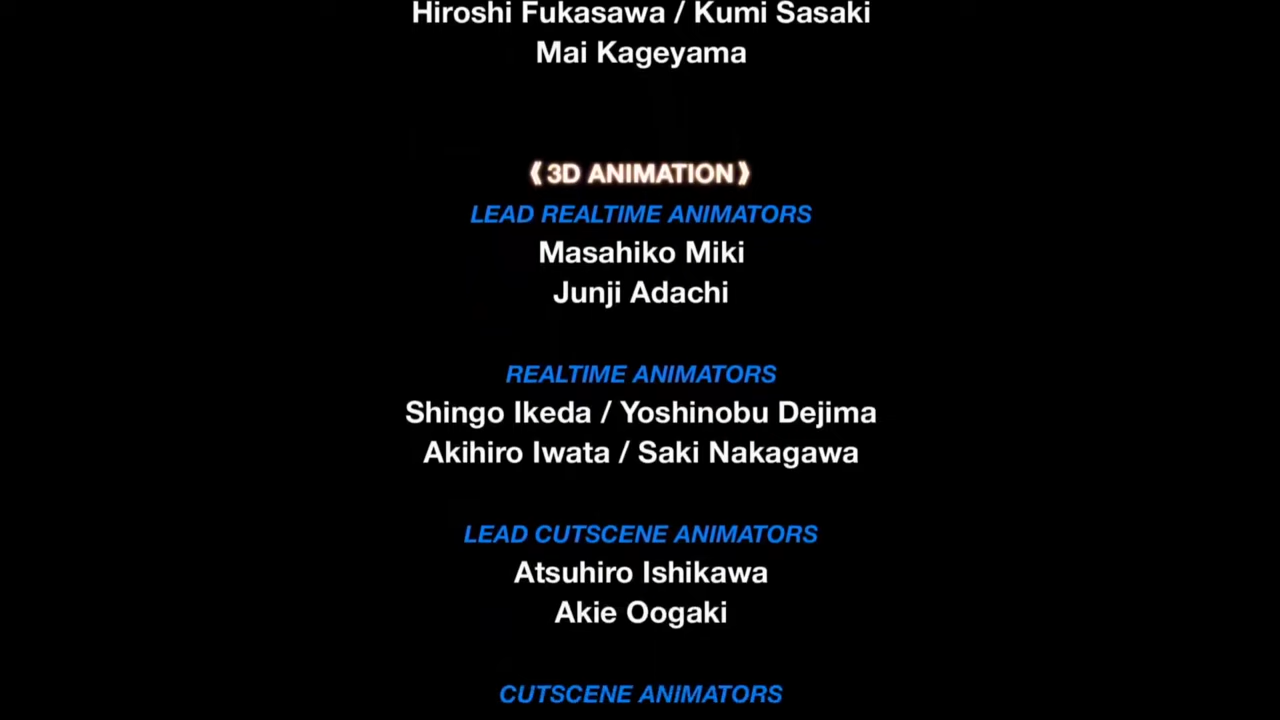 Hiroshi Fukasawa / Kumi Sasaki
Mai Kageyama
《3D ANIMATION》
LEAD REALTIME ANIMATORS
Masahiko Miki
Junji Adachi
REALTIME ANIMATORS
Shingo Ikeda / Yoshinobu Dejima
Akihiro Iwata / Saki Nakagawa
LEAD CUTSCENE ANIMATORS
Atsuhiro Ishikawa
Akie Oogaki
CUTSCENE ANIMATORS